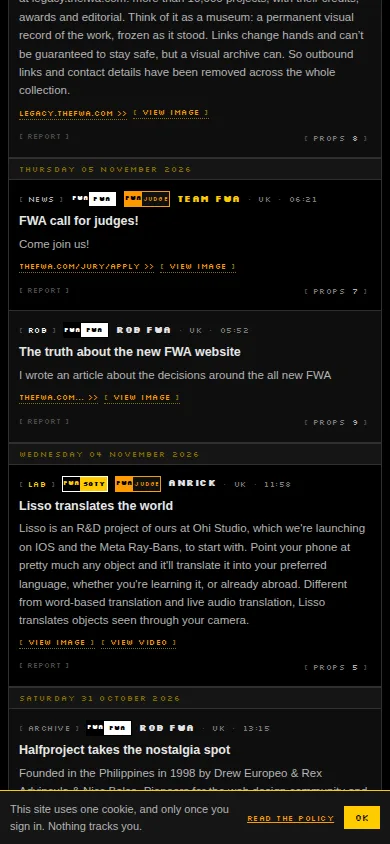 at legacy.thefwa.com: more than 10,000 projects, with their credits,
awards and editorial. Think of it as a museum: a permanent visual
record of the work, frozen as it stood. Links change hands and can't
be guaranteed to stay safe, but a visual archive can. So outbound
links and contact details have been removed across the whole
collection.
LEGACY.THEFWA.COM >> [ VIEW IMAGE ]
[ REPORT ] [ PROPS 8 ]
THURSDAY 05 NOVEMBER 2026
[ NEWS ] FWA FWA FWA JUDGE TEAM FWA · UK · 06:21
FWA call for judges!
Come join us!
THEFWA.COM/JURY/APPLY >> [ VIEW IMAGE ]
[ REPORT ] [ PROPS 7 ]
[ ROB ] FWA FWA ROB FWA · UK · 05:52
The truth about the new FWA website
I wrote an article about the decisions around the all new FWA
THEFWA.COM... >> [ VIEW IMAGE ]
[ REPORT ] [ PROPS 9 ]
WEDNESDAY 04 NOVEMBER 2026
[ LAB ] FWA SOTY FWA JUDGE ANRICK · UK · 11:58
Lisso translates the world
Lisso is an R&D project of ours at Ohi Studio, which we're launching
on IOS and the Meta Ray-Bans, to start with. Point your phone at
pretty much any object and it'll translate it into your preferred
language, whether you're learning it, or already abroad. Different
from word-based translation and live audio translation, Lisso
translates objects seen through your camera.
[ VIEW IMAGE ] [ VIEW VIDEO ]
[ REPORT ] [ PROPS 5 ]
SATURDAY 31 OCTOBER 2026
[ ARCHIVE ] FWA FWA ROB FWA · UK · 13:15
Halfproject takes the nostalgia spot
Founded in the Philippines in 1998 by Drew Europeo & Rex
This site uses one cookie, and only once you
sign in. Nothing tracks you.
READ THE POLICY
OK